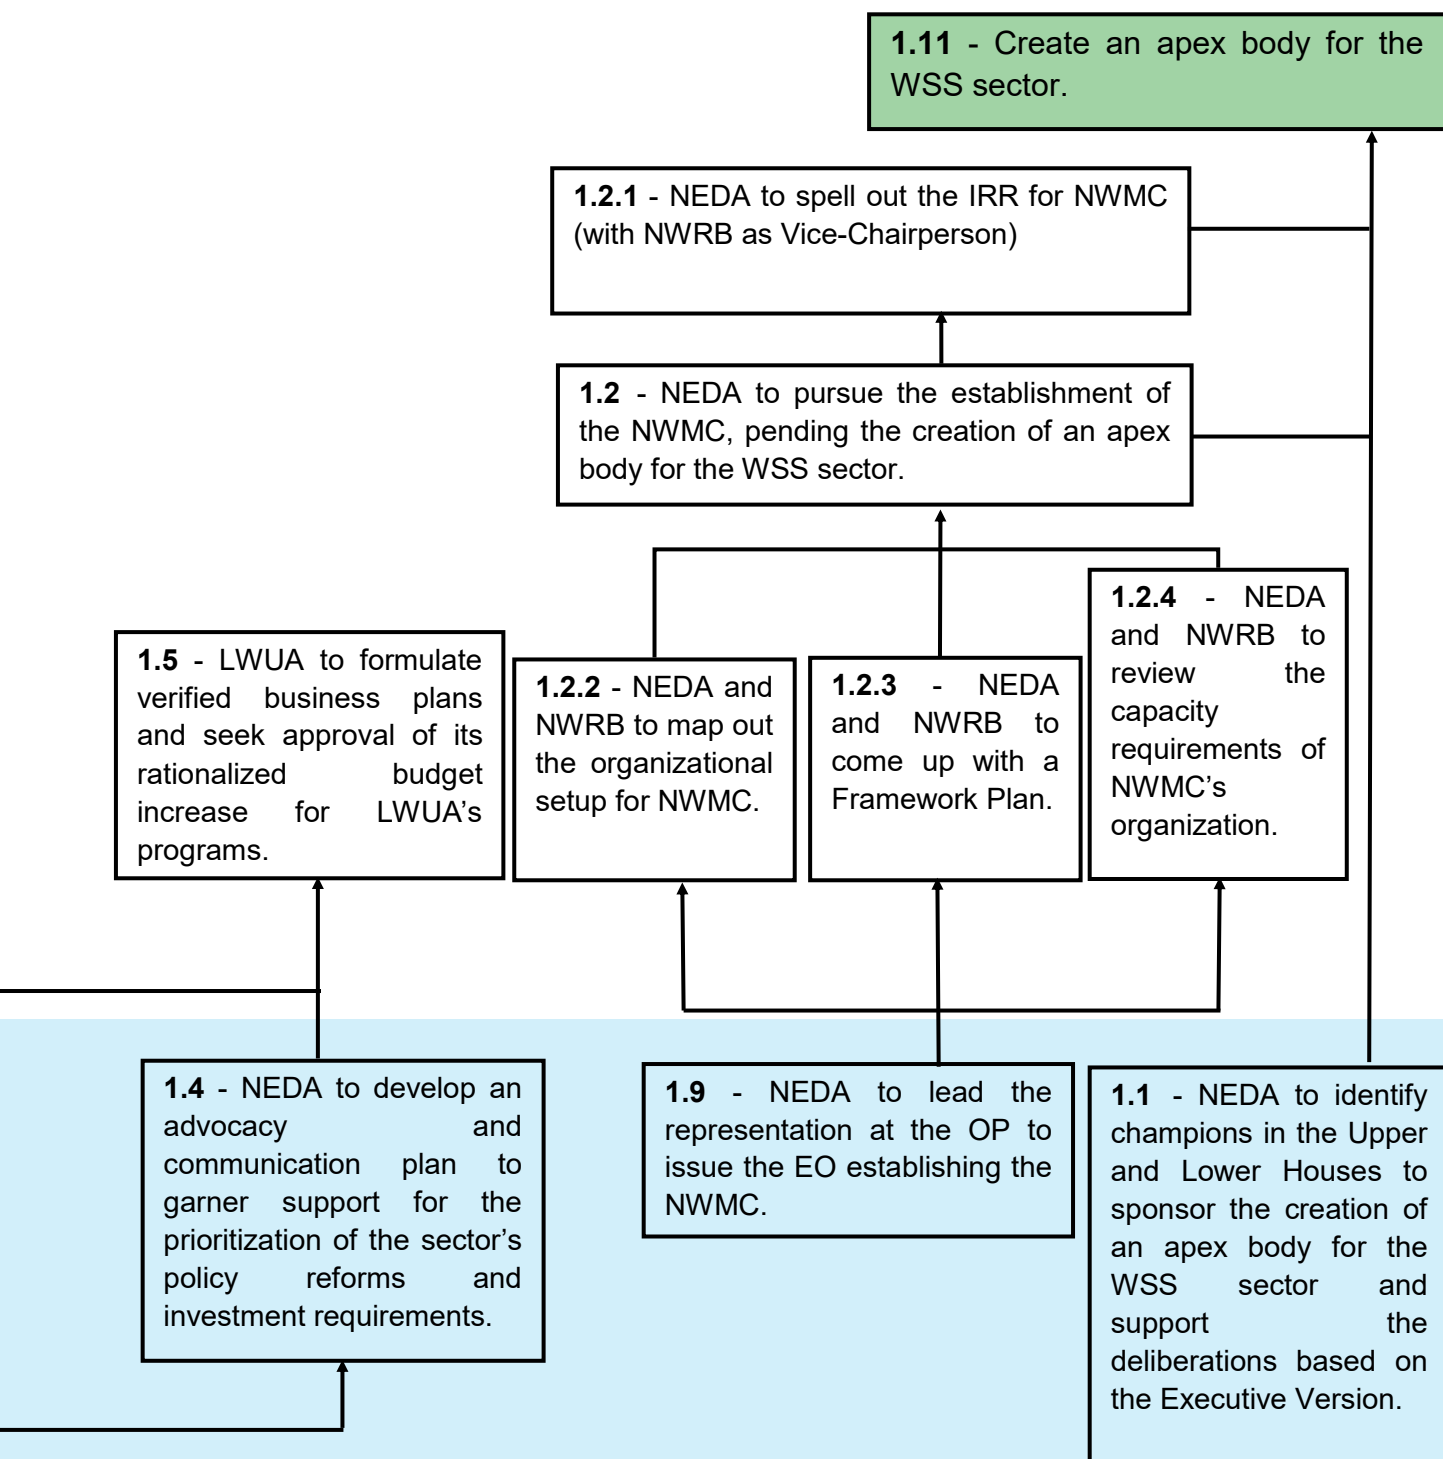 1.11 - Create an apex body for the
WSS sector.
1.2.1 - NEDA to spell out the IRR for NWMC
(with NWRB as Vice-Chairperson)
1.2 - NEDA to pursue the establishment of
the NWMC, pending the creation of an apex
body for the WSS sector.
1.5 - LWUA to formulate
verified business plans
and seek approval of its
rationalized budget
increase for LWUA’s
programs.
1.2.2 - NEDA and
NWRB to map out
the organizational
setup for NWMC.
1.2.3 - NEDA
and NWRB to
come up with a
Framework Plan.
1.2.4 - NEDA
and NWRB to
review the
capacity
requirements of
NWMC’s
organization.
1.4 - NEDA to develop an
advocacy and
communication plan to
garner support for the
prioritization of the sector’s
policy reforms and
investment requirements.
1.9 - NEDA to lead the
representation at the OP to
issue the EO establishing the
NWMC.
1.1 - NEDA to identify
champions in the Upper
and Lower Houses to
sponsor the creation of
an apex body for the
WSS sector and
support the
deliberations based on
the Executive Version.